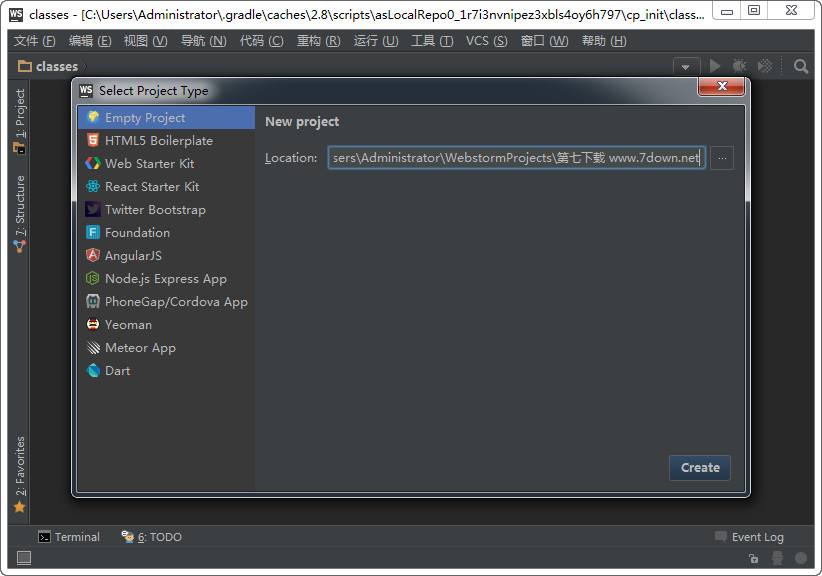 WS classes - [C:\Users\Administrator\.gradle\caches\2.8\scripts\asLocalRepo0_1r7i3nvnipez3xbls4oy6h797\cp_init\class...
文件 (F) 编辑 (E) 视图 (V) 导航 (N) 代码 (C) 重构 (R) 运行 (U) 工具 (T) VCS (S) 窗口 (W) 帮助 (H)
classes
1: Project
7: Structure
2: Favorites
WS Select Project Type
Empty Project
HTML5 Boilerplate
Web Starter Kit
React Starter Kit
Twitter Bootstrap
Foundation
AngularJS
Node.js Express App
PhoneGap/Cordova App
Yeoman
Meteor App
Dart
New project
Location: sers\Administrator\WebstormProjects\第七下载 www.7down.net ...
Create
Terminal 6: TODO Event Log